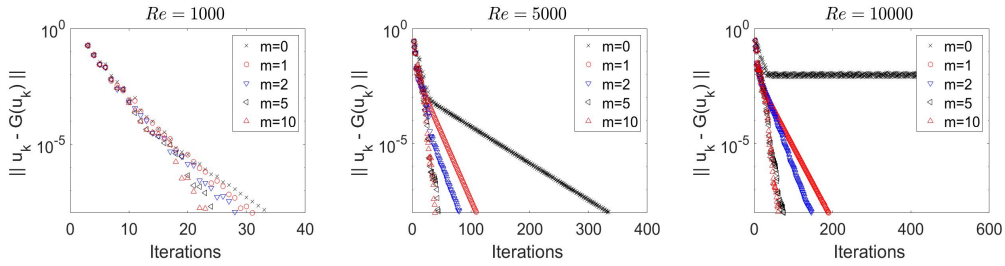 Re = 1000
|| u_k - G(u_k) ||
10^0
10^-5
0 10 20 30 40
Iterations
m=0
m=1
m=2
m=5
m=10
Re = 5000
|| u_k - G(u_k) ||
10^0
10^-5
0 100 200 300 400
Iterations
m=0
m=1
m=2
m=5
m=10
Re = 10000
|| u_k - G(u_k) ||
10^0
10^-5
0 200 400 600
Iterations
m=0
m=1
m=2
m=5
m=10